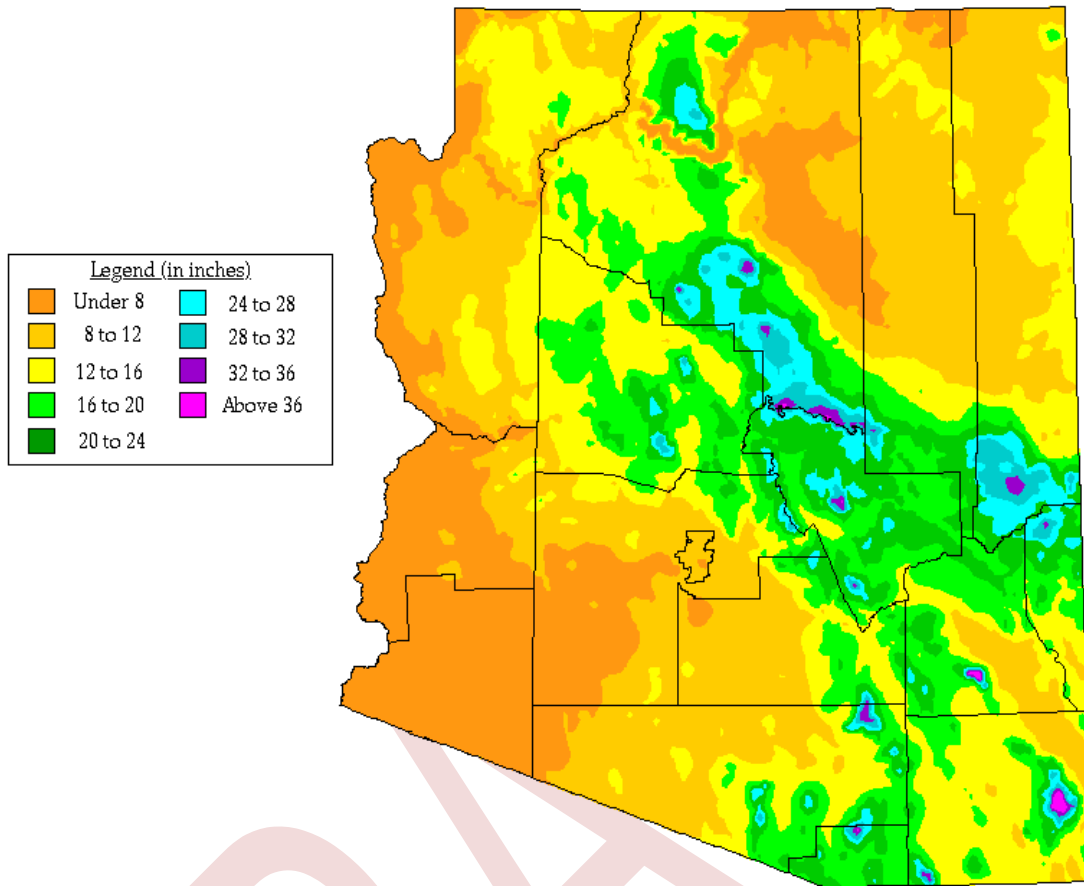 Legend (in inches)
Under 8
8 to 12
12 to 16
16 to 20
20 to 24
24 to 28
28 to 32
32 to 36
Above 36